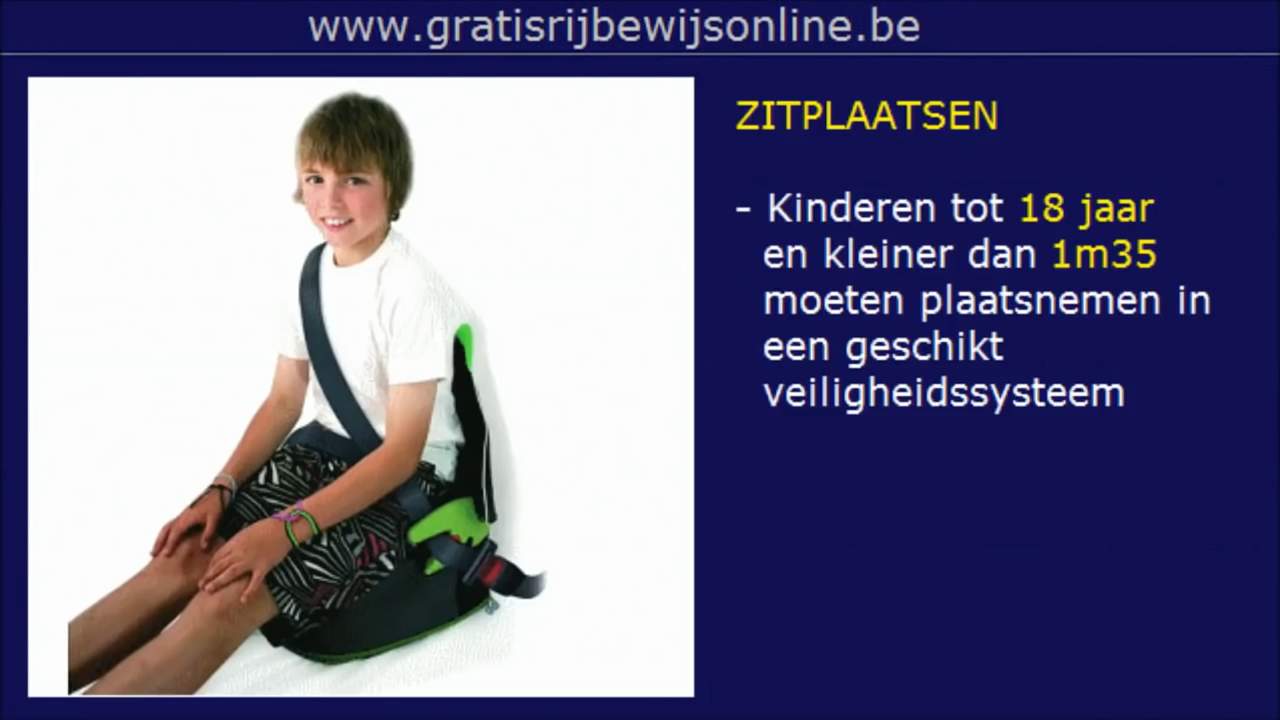 www.gratisrijbewijsonline.be
ZITPLAATSEN
- Kinderen tot 18 jaar
en kleiner dan 1m35
moeten plaatsnemen in
een geschikt
veiligheidssysteem